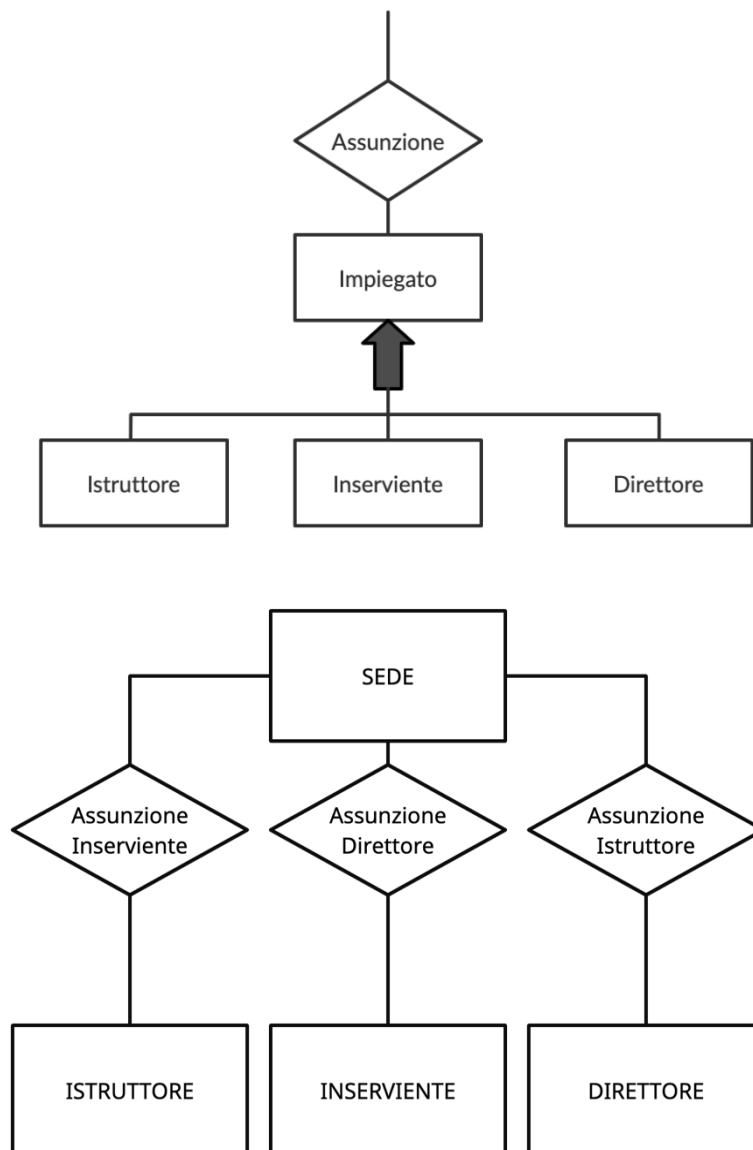 Assunzione
Impiegato
Istruttore
Inserviente
Direttore
SEDE
Assunzione
Inserviente
Assunzione
Direttore
Assunzione
Istruttore
ISTRUTTORE
INSERVIENTE
DIRETTORE